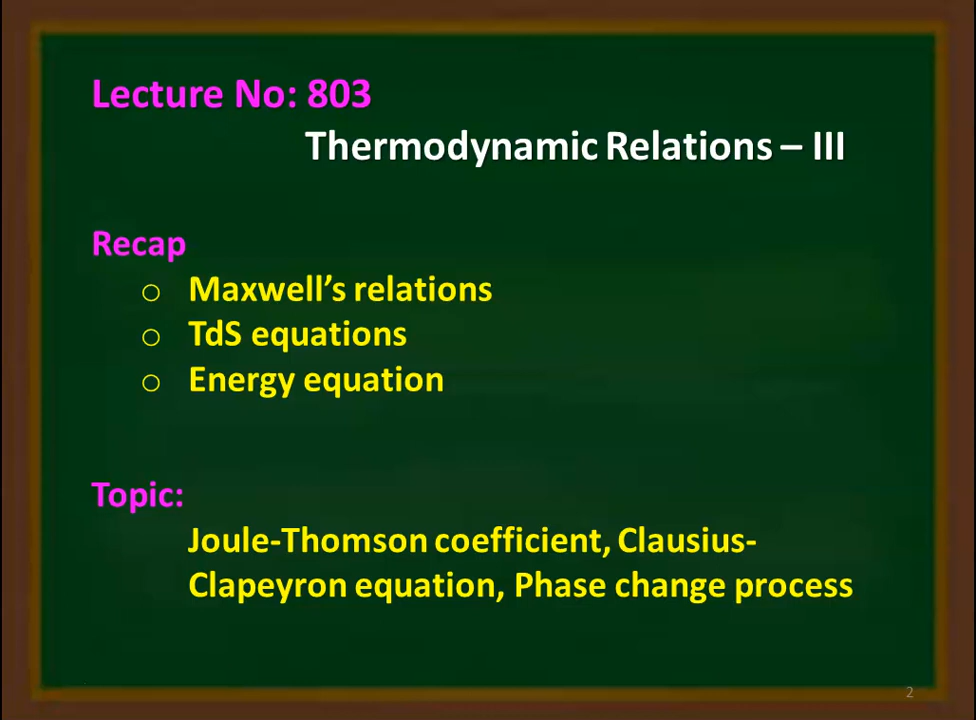 Lecture No: 803
Thermodynamic Relations – III
Recap
○ Maxwell’s relations
○ TdS equations
○ Energy equation
Topic:
Joule-Thomson coefficient, Clausius-
Clapeyron equation, Phase change process
2